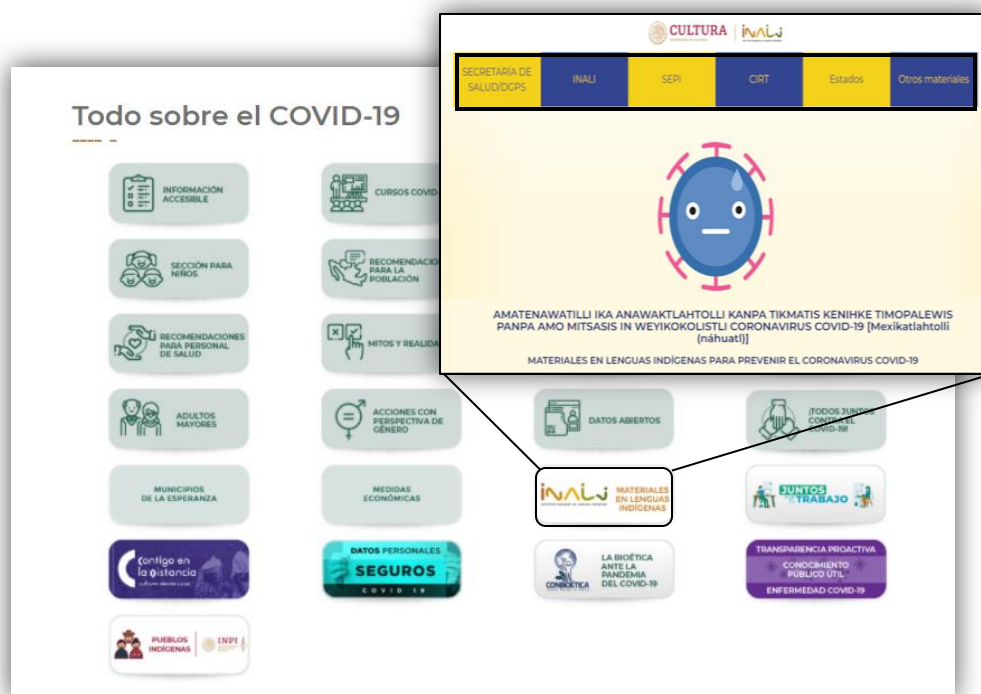 CULTURA
INALI
SECRETARÍA DE
SALUD/DGPS
INALI
SEPI
CIRT
Estados
Otros materiales
AMATENAWATILLI IKA ANAWAKTLAHTOLLI KANPA TIKMATIS KENIHKE TIMOPALEWIS
PANPA AMO MITSASIS IN WEYIKOKOLISTLI CORONAVIRUS COVID-19 [Mexikatlahtolli
(náhuatl)]
MATERIALES EN LENGUAS INDÍGENAS PARA PREVENIR EL CORONAVIRUS COVID-19
Todo sobre el COVID-19
INFORMACIÓN
ACCESIBLE
CURSOS COVID-
SECCIÓN PARA
NIÑOS
RECOMENDACIO
PARA LA
POBLACIÓN
RECOMENDACIONES
PARA PERSONAL
DE SALUD
MITOS Y REALIDA
ADULTOS
MAYORES
ACCIONES CON
PERSPECTIVA DE
GÉNERO
DATOS ABIERTOS
¡TODOS JUNTOS
CONTRA EL
COVID-19!
MUNICIPIOS
DE LA ESPERANZA
MEDIDAS
ECONÓMICAS
INALI
MATERIALES
EN LENGUAS
INDÍGENAS
JUNTOS
TRABAJO
Contigo en
la Distancia
cultura desde casa
DATOS PERSONALES
SEGUROS
COVID 19
CONBIOÉTICA
LA BIOÉTICA
ANTE LA
PANDEMIA
DEL COVID-19
TRANSPARENCIA PROACTIVA
CONOCIMIENTO
PÚBLICO ÚTIL
ENFERMEDAD COVID-19
PUEBLOS
INDÍGENAS
INPI